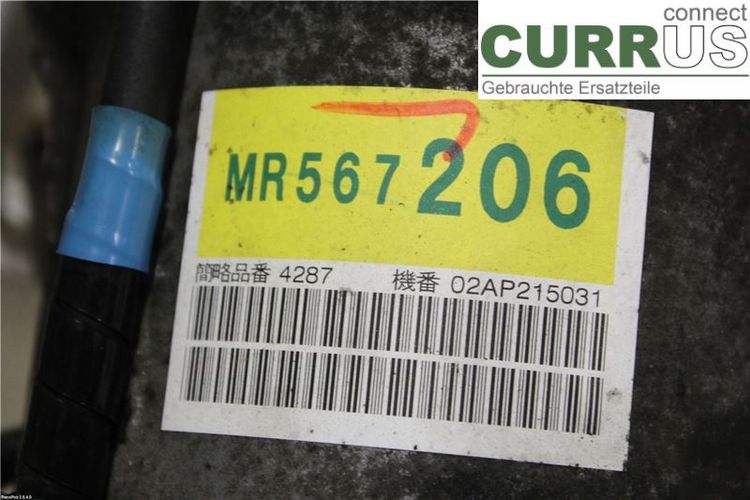 connect
CURRUS
Gebrauchte Ersatzteile
MR567206
簡略品番 4287 機番 02AP215031